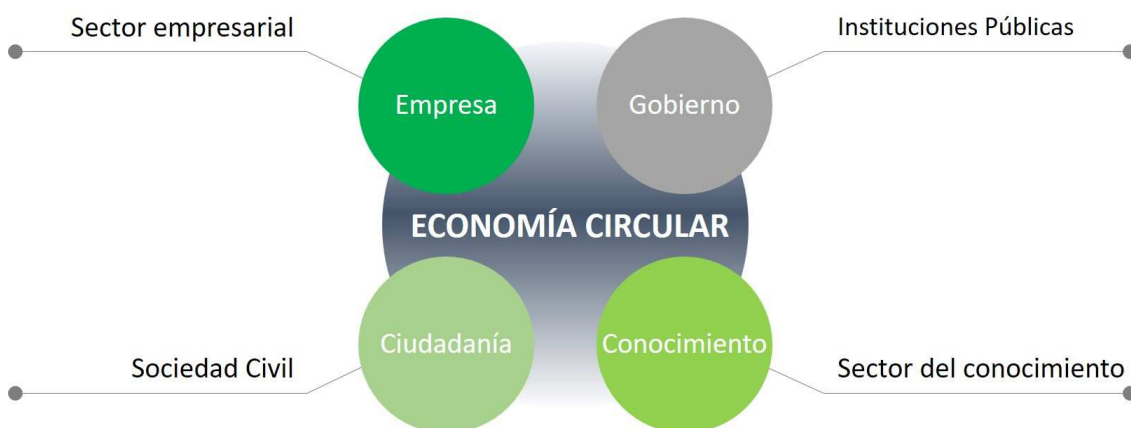 Sector empresarial
Instituciones Públicas
Empresa
Gobierno
ECONOMÍA CIRCULAR
Ciudadanía
Conocimiento
Sociedad Civil
Sector del conocimiento